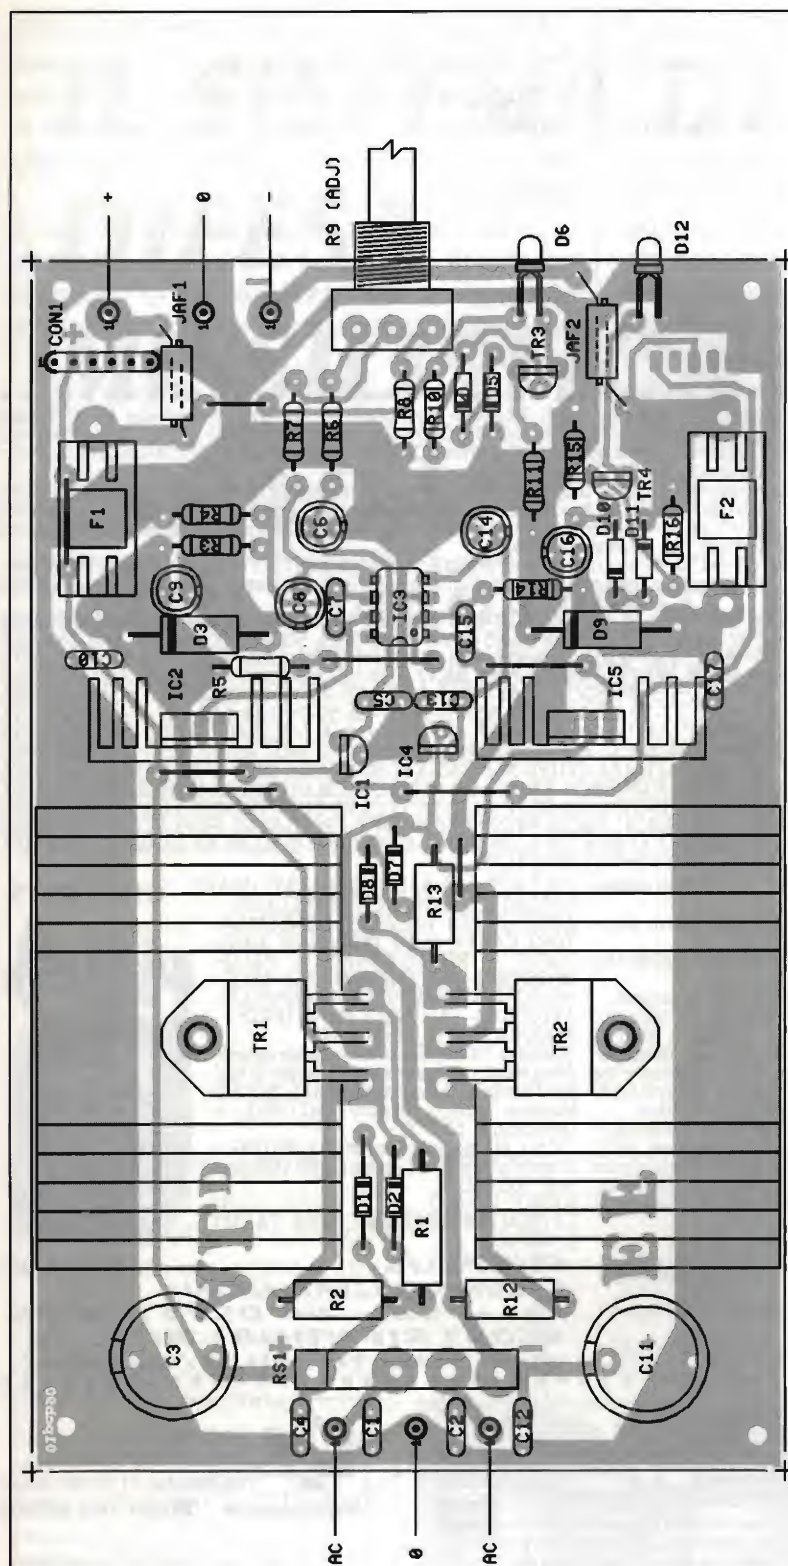 +
0
-
R9 (ADJ)
D6
D12
CON1
JAF1
TR3
JAF2
R7
R6
R8
R10
D5
R11
R15
D10
D11
TR4
R16
F1
F2
R4
R3
C6
C14
C16
C9
C8
C7
IC3
C15
R14
D3
D9
C10
IC2
R5
IC5
C17
C5
C13
IC1
IC4
D8
D7
R13
TR1
TR2
D1
D2
R1
R2
R12
C3
RS1
C11
C4
C1
C2
C12
AC
0
AC